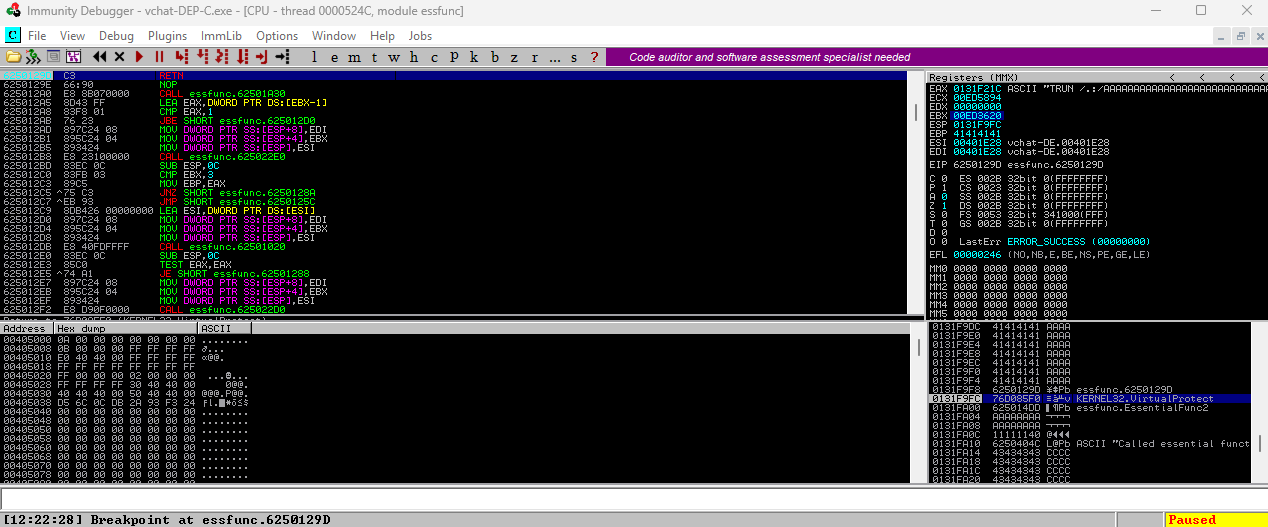 Immunity Debugger - vchat-DEP-C.exe - [CPU - thread 0000524C, module essfunc]
C File View Debug Plugins ImmLib Options Window Help Jobs
l e m t w h c p k b z r ... s ? Code auditor and software assessment specialist needed
C3 RETN
6250129E 66:90 NOP
625012A0 E8 8B070000 CALL essfunc.62501A30
625012A5 8D43 FF LEA EAX,DWORD PTR DS:[EBX-1]
625012A8 83F8 01 CMP EAX,1
625012AB 76 23 JBE SHORT essfunc.625012D0
625012AD 897C24 08 MOV DWORD PTR SS:[ESP+8],EDI
625012B1 895C24 04 MOV DWORD PTR SS:[ESP+4],EBX
625012B5 893424 MOV DWORD PTR SS:[ESP],ESI
625012B8 E8 23100000 CALL essfunc.625022E0
625012BD 83EC 0C SUB ESP,0C
625012C0 83FB 03 CMP EBX,3
625012C3 89C5 MOV EBP,EAX
625012C5 ^75 C3 JNZ SHORT essfunc.6250128A
625012C7 ^EB 93 JMP SHORT essfunc.6250125C
625012C9 8DB426 00000000 LEA ESI,DWORD PTR DS:[ESI]
625012D0 897C24 08 MOV DWORD PTR SS:[ESP+8],EDI
625012D4 895C24 04 MOV DWORD PTR SS:[ESP+4],EBX
625012D8 893424 MOV DWORD PTR SS:[ESP],ESI
625012DB E8 40FDFFFF CALL essfunc.62501020
625012E0 83EC 0C SUB ESP,0C
625012E3 85C0 TEST EAX,EAX
625012E5 ^74 A1 JE SHORT essfunc.62501288
625012E7 897C24 08 MOV DWORD PTR SS:[ESP+8],EDI
625012EB 895C24 04 MOV DWORD PTR SS:[ESP+4],EBX
625012EF 893424 MOV DWORD PTR SS:[ESP],ESI
625012F2 E8 D90F0000 CALL essfunc.625022D0
Registers (MMX) < < < <
EAX 0131F21C ASCII "TRUN /.:/AAAAAAAAAAAAAAAAAAAAAAAAAAA
ECX 00ED5894
EDX 00000000
EBX 00ED3620
ESP 0131F9FC
EBP 41414141
ESI 00401E28 vchat-DE.00401E28
EDI 00401E28 vchat-DE.00401E28
EIP 6250129D essfunc.6250129D
C 0 ES 002B 32bit 0(FFFFFFFF)
P 1 CS 0023 32bit 0(FFFFFFFF)
A 0 SS 002B 32bit 0(FFFFFFFF)
Z 1 DS 002B 32bit 0(FFFFFFFF)
S 0 FS 0053 32bit 341000(FFF)
T 0 GS 002B 32bit 0(FFFFFFFF)
D 0
O 0 LastErr ERROR_SUCCESS (00000000)
EFL 00000246 (NO,NB,E,BE,NS,PE,GE,LE)
MM0 0000 0000 0000 0000
MM1 0000 0000 0000 0000
MM2 0000 0000 0000 0000
MM3 0000 0000 0000 0000
MM4 0000 0000 0000 0000
MM5 0000 0000 0000 0000
Address Hex dump ASCII
00405000 0A 00 00 00 00 00 00 00 ........
00405008 0B 00 00 00 FF FF FF FF
00405010 E0 40 40 00 FF FF FF FF
00405018 FF FF FF FF FF FF FF FF
00405020 FF 00 00 00 02 00 00 00
00405028 FF FF FF FF 30 40 40 00
00405030 40 40 40 00 50 40 40 00 @@@.P@@.
00405038 D5 6C 0C DB 2A 93 F3 24
00405040 00 00 00 00 00 00 00 00 ........
00405048 00 00 00 00 00 00 00 00 ........
00405050 00 00 00 00 00 00 00 00 ........
00405058 00 00 00 00 00 00 00 00 ........
00405060 00 00 00 00 00 00 00 00 ........
00405068 00 00 00 00 00 00 00 00 ........
00405070 00 00 00 00 00 00 00 00 ........
00405078 00 00 00 00 00 00 00 00 ........
0131F9DC 41414141 AAAA
0131F9E0 41414141 AAAA
0131F9E4 41414141 AAAA
0131F9E8 41414141 AAAA
0131F9EC 41414141 AAAA
0131F9F0 41414141 AAAA
0131F9F4 41414141 AAAA
0131F9F8 6250129D essfunc.6250129D
0131F9FC 76D085F0 KERNEL32.VirtualProtect
0131FA00 625014DD essfunc.EssentialFunc2
0131FA04 AAAAAAAA
0131FA08 AAAAAAAA
0131FA0C 11111140
0131FA10 6250404C L@Pb ASCII "Called essential funct
0131FA14 43434343 CCCC
0131FA18 43434343 CCCC
0131FA1C 43434343 CCCC
0131FA20 43434343 CCCC
[12:22:28] Breakpoint at essfunc.6250129D
Paused